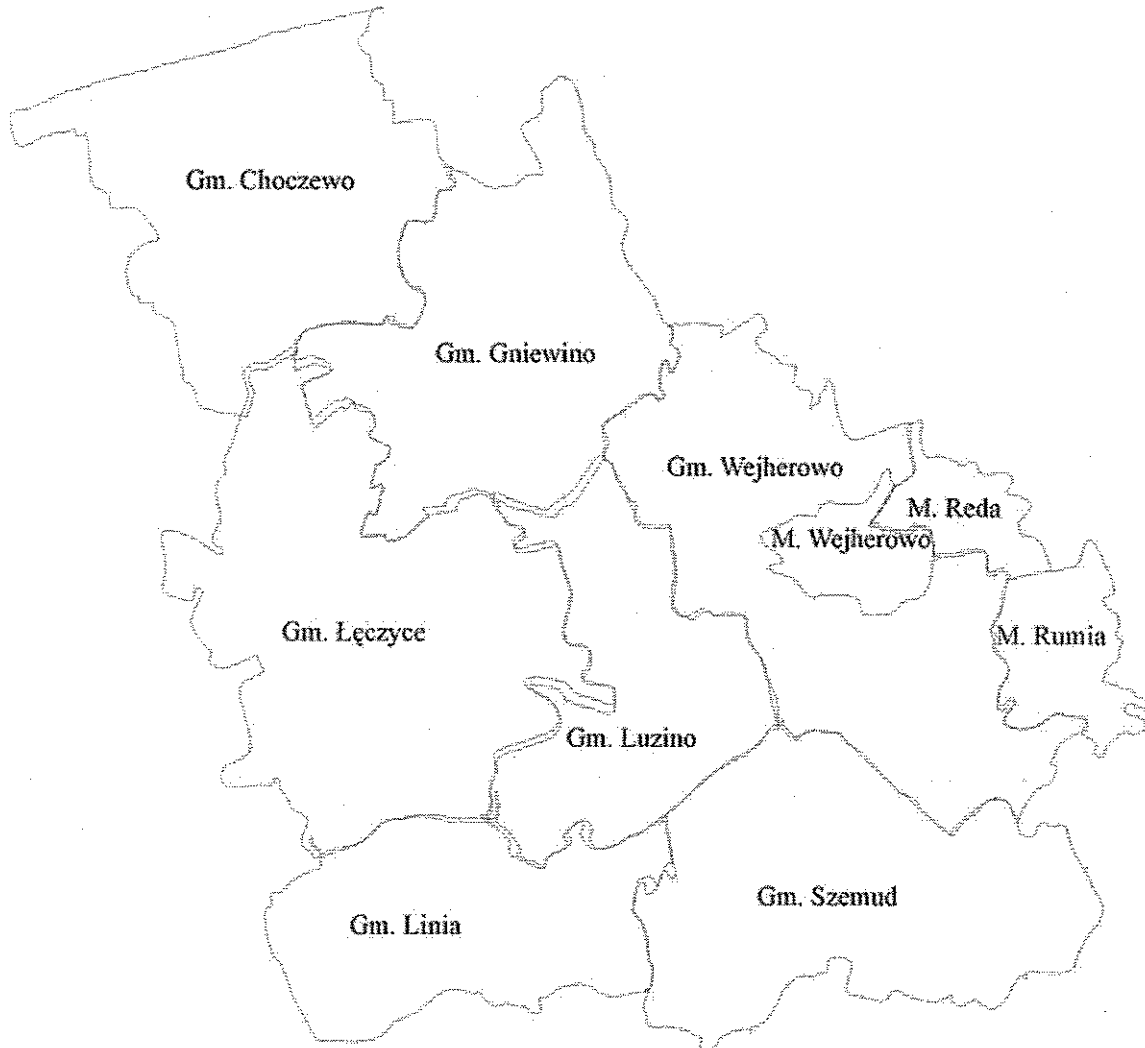 Gm. Choczewo
Gm. Gniewino
Gm. Wejherowo
M. Reda
M. Wejherowo
Gm. Łęczyce
M. Rumia
Gm. Luzino
Gm. Szemud
Gm. Linia